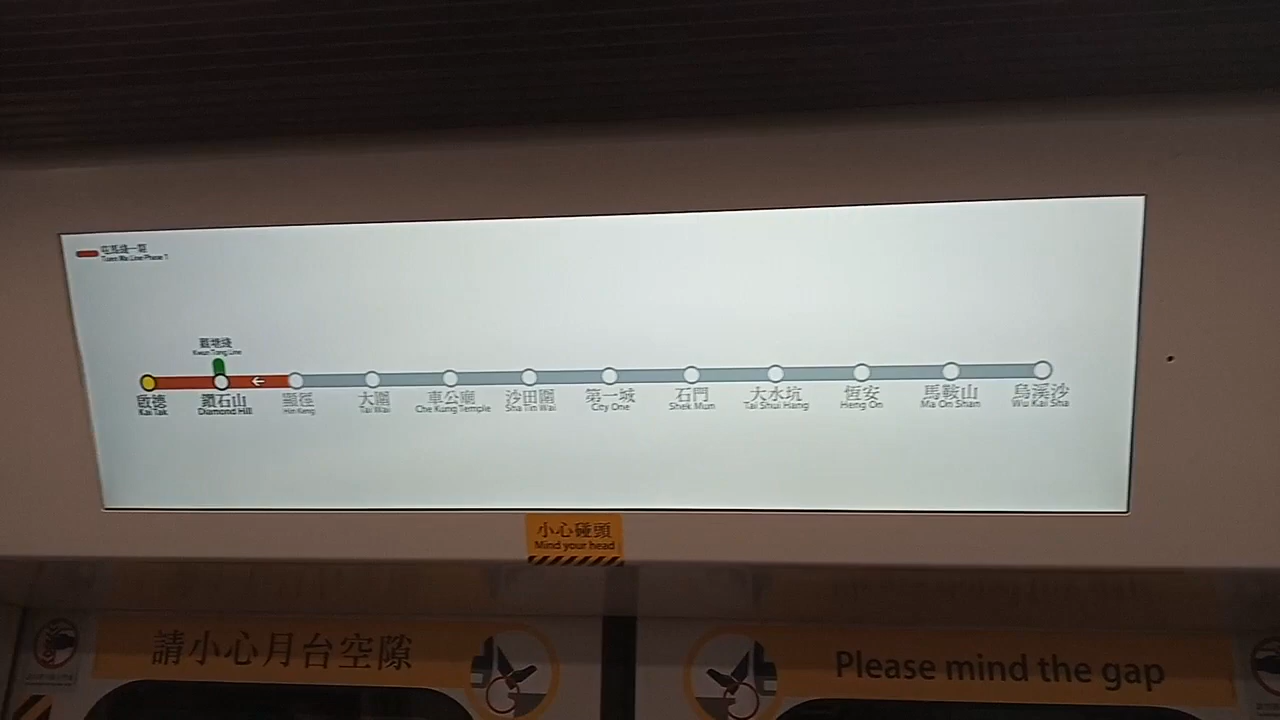 屯馬綫一期
Tuen Ma Line Phase 1
觀塘綫
Kwun Tong Line
啟德
Kai Tak
鑽石山
Diamond Hill
顯徑
Hin Keng
大圍
Tai Wai
車公廟
Che Kung Temple
沙田圍
Sha Tin Wai
第一城
City One
石門
Shek Mun
大水坑
Tai Shui Hang
恆安
Heng On
馬鞍山
Ma On Shan
烏溪沙
Wu Kai Sha
小心碰頭
Mind your head
請小心月台空隙
Please mind the gap